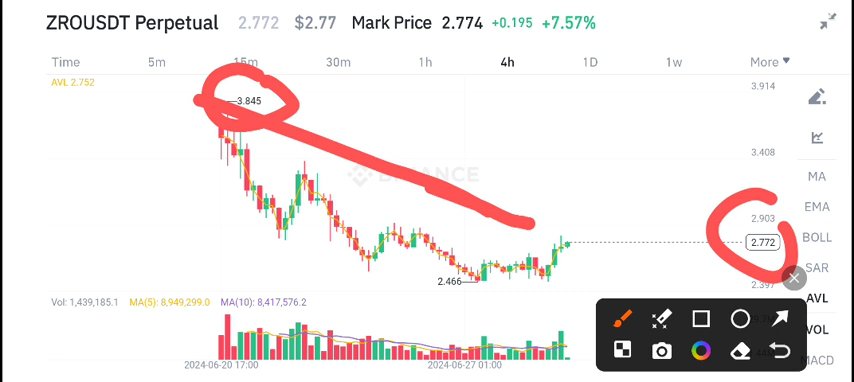 ZROUSDT Perpetual 2.772 $2.77 Mark Price 2.774 +0.195 +7.57%
Time 5m 15m 30m 1h 4h 1D 1w More
AVL 2.752
3.914
3.845
3.408
MA
BINANCE
EMA
2.903
BOLL
2.772
SAR
2.466
2.397
AVL
Vol: 1,439,185.1 MA(5): 8,949,299.0 MA(10): 8,417,576.2
VOL
MACD
2024-06-20 17:00 2024-06-27 01:00